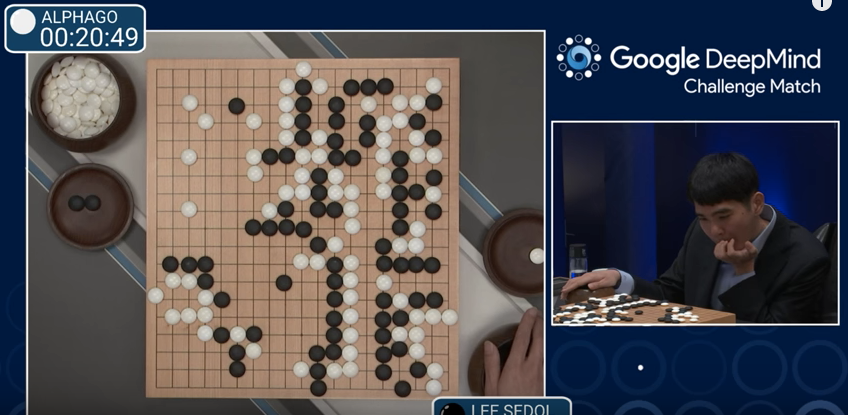 ALPHAGO
00:20:49
Google DeepMind
Challenge Match
LEE SEDOL